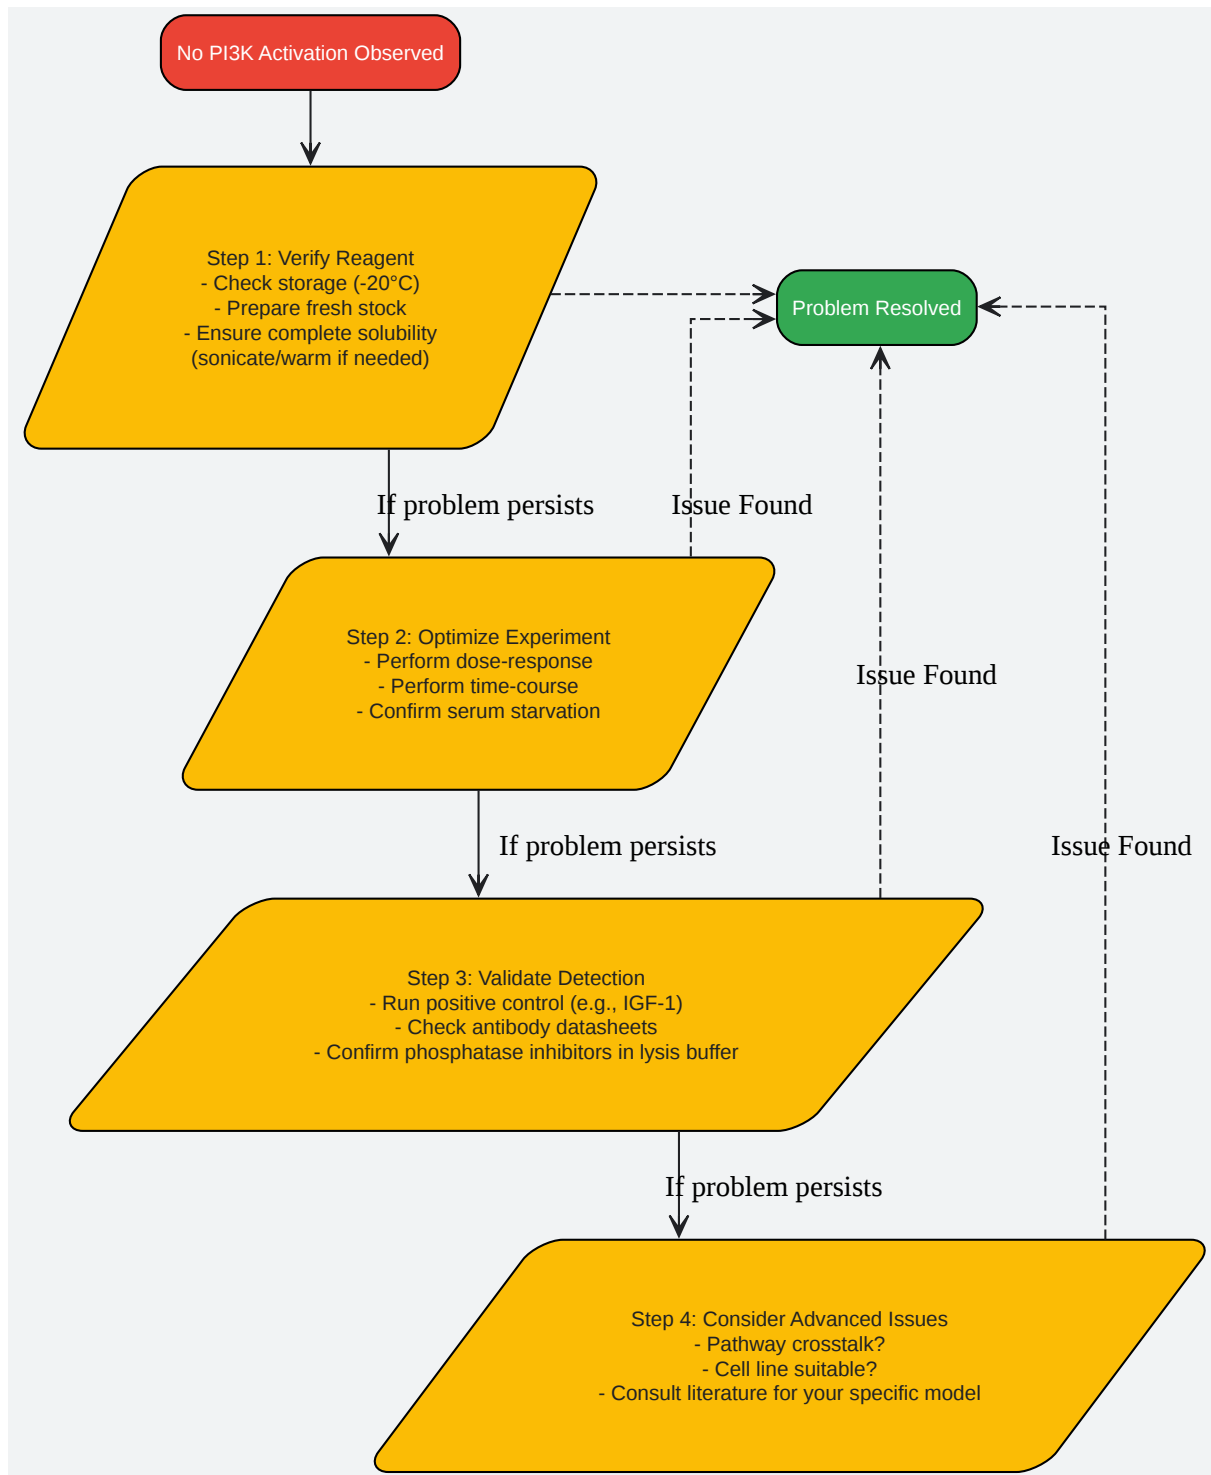 No PI3K Activation Observed
Step 1: Verify Reagent
- Check storage (-20°C)
- Prepare fresh stock
- Ensure complete solubility
(sonicate/warm if needed)
Problem Resolved
If problem persists
Issue Found
Step 2: Optimize Experiment
- Perform dose-response
- Perform time-course
- Confirm serum starvation
Issue Found
If problem persists
Issue Found
Step 3: Validate Detection
- Run positive control (e.g., IGF-1)
- Check antibody datasheets
- Confirm phosphatase inhibitors in lysis buffer
If problem persists
Step 4: Consider Advanced Issues
- Pathway crosstalk?
- Cell line suitable?
- Consult literature for your specific model